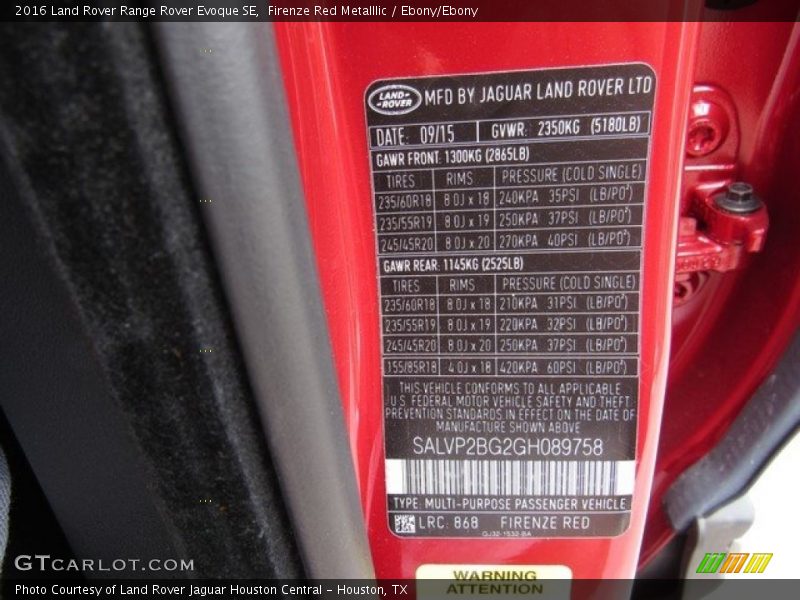 2016 Land Rover Range Rover Evoque SE,  Firenze Red Metalllic / Ebony/Ebony
LAND-ROVER MFD BY JAGUAR LAND ROVER LTD
DATE: 09/15 GVWR: 2350KG (5180LB)
GAWR FRONT: 1300KG (2865LB)
TIRES RIMS PRESSURE (COLD SINGLE)
235/60R18 8.0J x 18 240KPA 35PSI (LB/PO²)
235/55R19 8.0J x 19 250KPA 37PSI (LB/PO²)
245/45R20 8.0J x 20 270KPA 40PSI (LB/PO²)
GAWR REAR: 1145KG (2525LB)
TIRES RIMS PRESSURE (COLD SINGLE)
235/60R18 8.0J x 18 210KPA 31PSI (LB/PO²)
235/55R19 8.0J x 19 220KPA 32PSI (LB/PO²)
245/45R20 8.0J x 20 250KPA 37PSI (LB/PO²)
155/85R18 4.0J x 18 420KPA 60PSI (LB/PO²)
THIS VEHICLE CONFORMS TO ALL APPLICABLE
U.S. FEDERAL MOTOR VEHICLE SAFETY AND THEFT
PREVENTION STANDARDS IN EFFECT ON THE DATE OF
MANUFACTURE SHOWN ABOVE
SALVP2BG2GH089758
TYPE: MULTI-PURPOSE PASSENGER VEHICLE
LRC: 868 FIRENZE RED
GJ32-1532-BA
WARNING
ATTENTION
GTCARLOT.COM
Photo Courtesy of Land Rover Jaguar Houston Central - Houston, TX